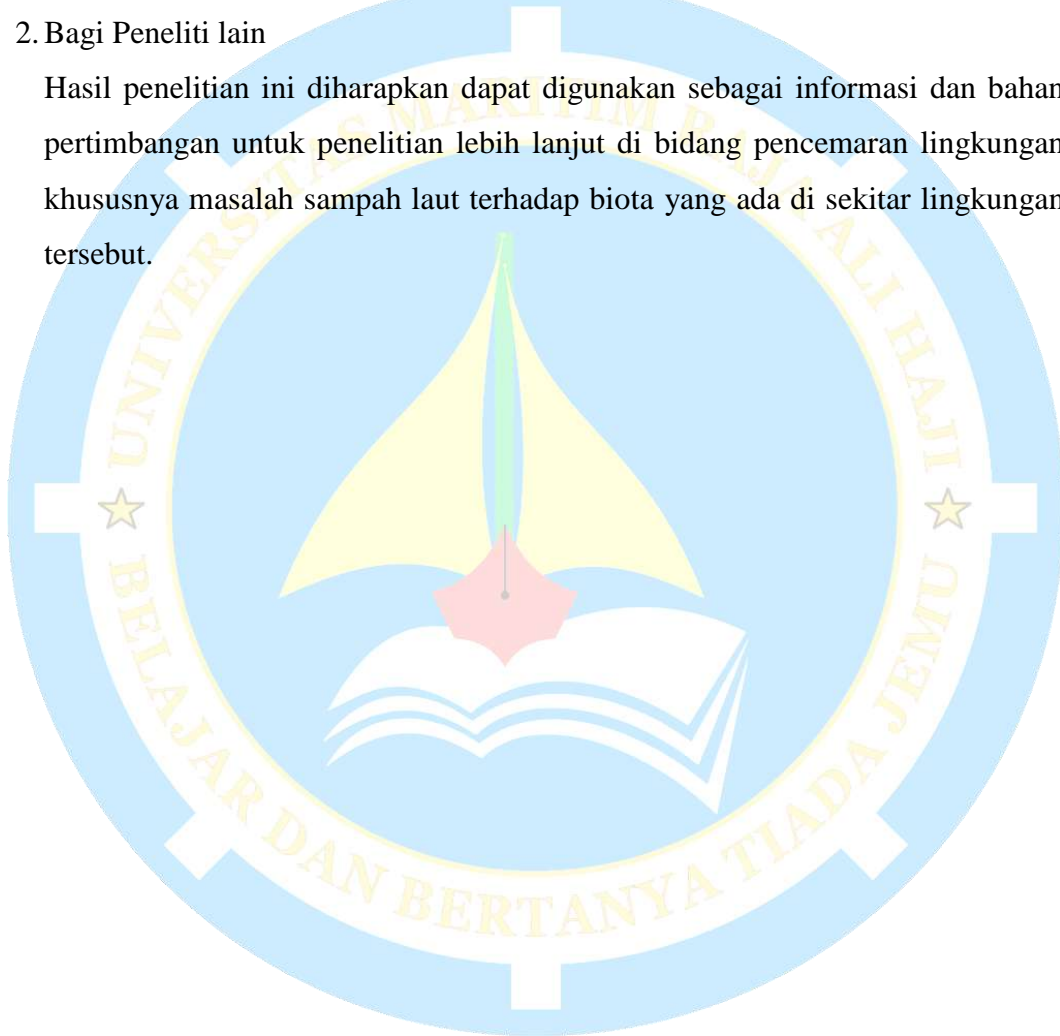 2. Bagi Peneliti lain
Hasil penelitian ini diharapkan dapat digunakan sebagai informasi dan bahan
pertimbangan untuk penelitian lebih lanjut di bidang pencemaran lingkungan
khususnya masalah sampah laut terhadap biota yang ada di sekitar lingkungan
tersebut.
UNIVERSITAS MARITIM RAJA ALI HAJI
BELAJAR DAN BERTANYA TIADA JEMU